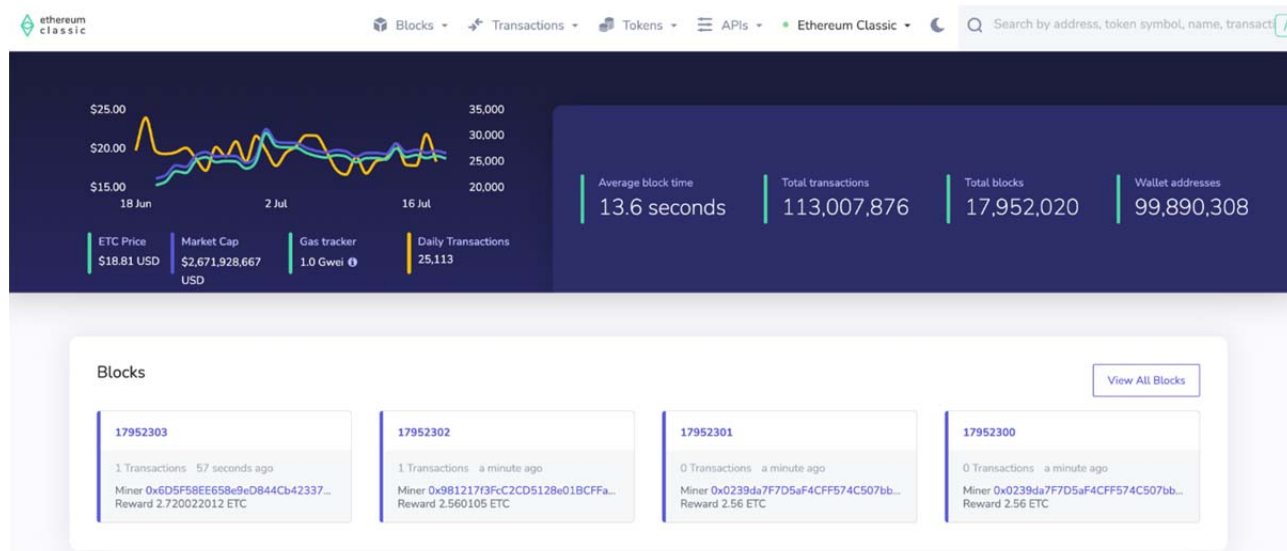 ethereum
classic
Blocks
Transactions
Tokens
APIs
Ethereum Classic
Search by address, token symbol, name, transacti
$25.00
$20.00
$15.00
35,000
30,000
25,000
20,000
18 Jun
2 Jul
16 Jul
ETC Price
$18.81 USD
Market Cap
$2,671,928,667
USD
Gas tracker
1.0 Gwei
Daily Transactions
25,113
Average block time
13.6 seconds
Total transactions
113,007,876
Total blocks
17,952,020
Wallet addresses
99,890,308
Blocks
View All Blocks
17952303
1 Transactions 57 seconds ago
Miner 0x6D5F58EE658e9eD844Cb42337...
Reward 2.720022012 ETC
17952302
1 Transactions a minute ago
Miner 0x981217f3FcC2CD5128e01BCFFa...
Reward 2.560105 ETC
17952301
0 Transactions a minute ago
Miner 0x0239da7F7D5aF4CFF574C507bb...
Reward 2.56 ETC
17952300
0 Transactions a minute ago
Miner 0x0239da7F7D5aF4CFF574C507bb...
Reward 2.56 ETC